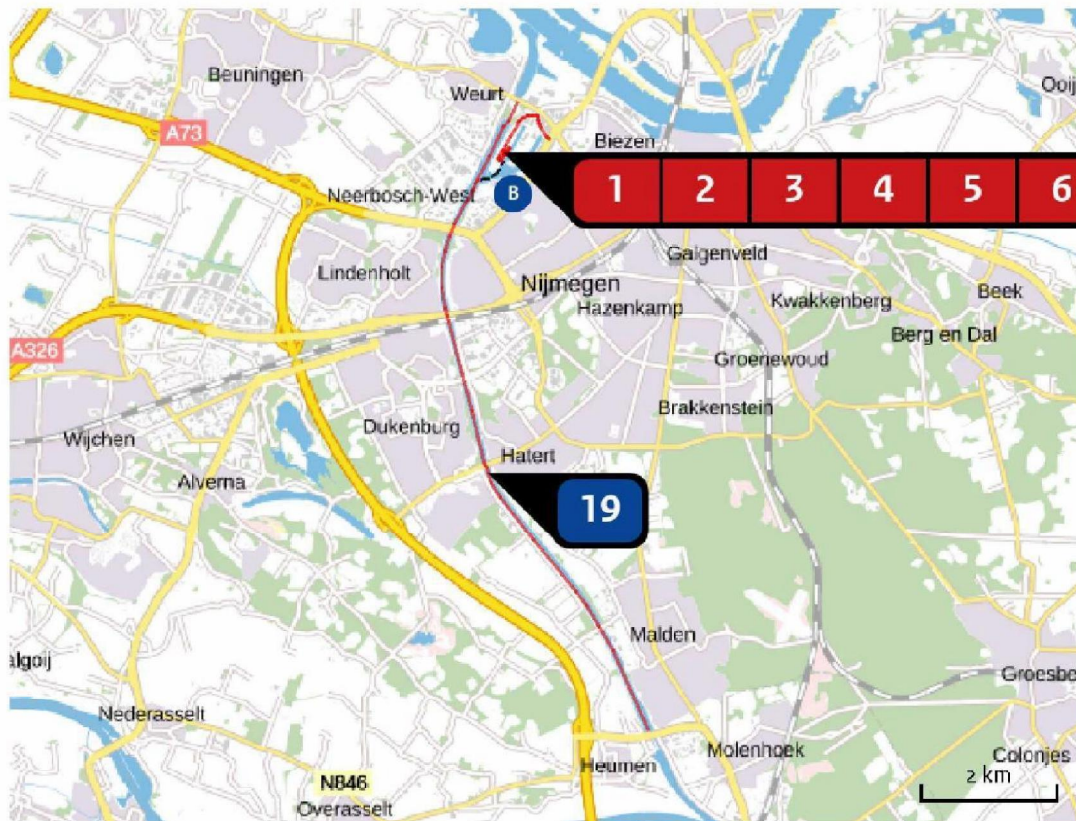 Beuningen
Weurt
Ooij
A73
Biezen
Neerbosch-West
B
1 2 3 4 5 6
Galgenveld
Lindenholt
Nijmegen
Hazenkamp
Kwakkenberg
Beek
A326
Berg en Dal
Groenewoud
Brakkenstein
Dukenburg
Wijchen
Hatert
Alverna
19
Malden
algoij
Groesbe
Nederasselt
Molenhoek
Heumen
Colonjes
N846
2 km
Overasselt